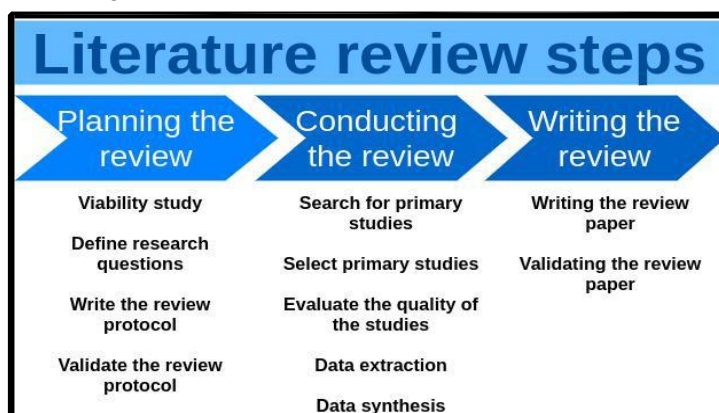 Literature review steps
Planning the
review
Conducting
the review
Writing the
review
Viability study
Define research
questions
Write the review
protocol
Validate the review
protocol
Search for primary
studies
Select primary studies
Evaluate the quality of
the studies
Data extraction
Data synthesis
Writing the review
paper
Validating the review
paper